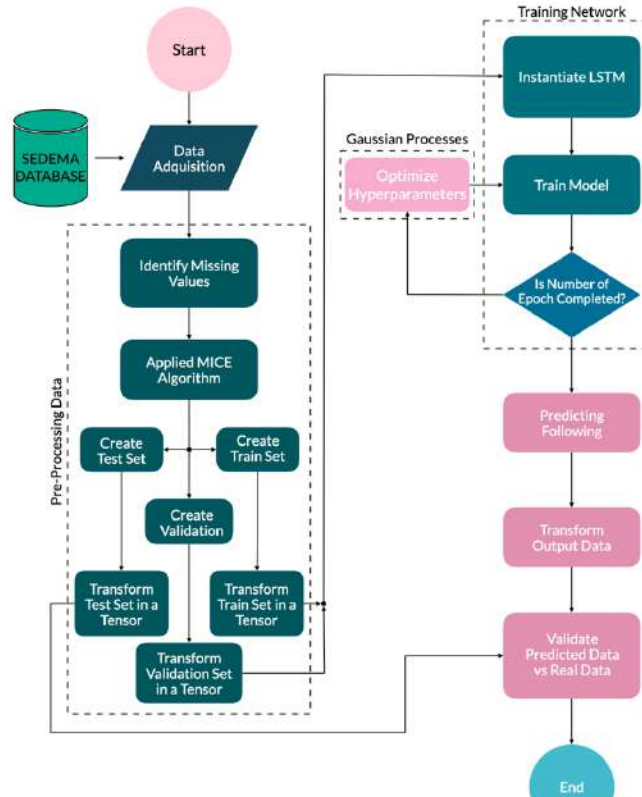 Start
SEDEMA
DATABASE
Data
Adquisition
Pre-Processing Data
Identify Missing
Values
Applied MICE
Algorithm
Create
Test Set
Create
Train Set
Create
Validation
Transform
Test Set in a
Tensor
Transform
Train Set in a
Tensor
Transform
Validation Set
in a Tensor
Training Network
Instantiate LSTM
Gaussian Processes
Optimize
Hyperparameters
Train Model
Is Number of
Epoch Completed?
Predicting
Following
Transform
Output Data
Validate
Predicted Data
vs Real Data
End